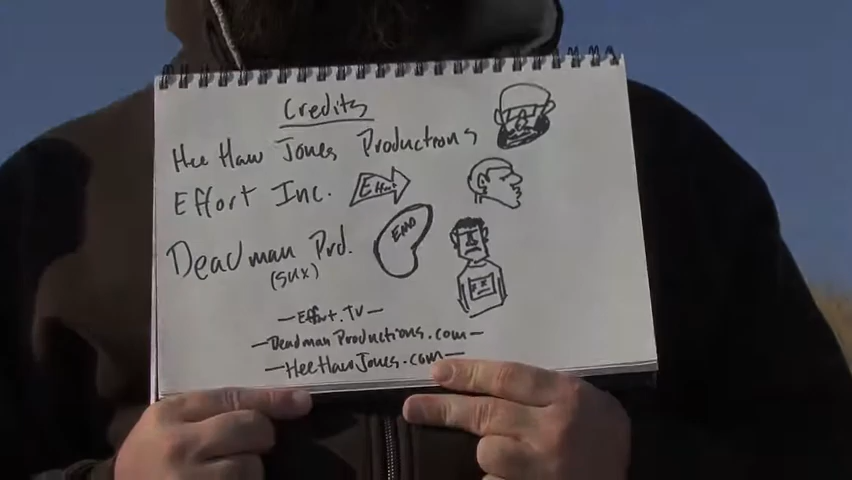 Credits
Hee Haw Jones Productions
Effort Inc. Effort
Deadman Prd. EMO
(sux)
-Effort.TV-
-DeadmanProductions.com-
-HeeHawJones.com-